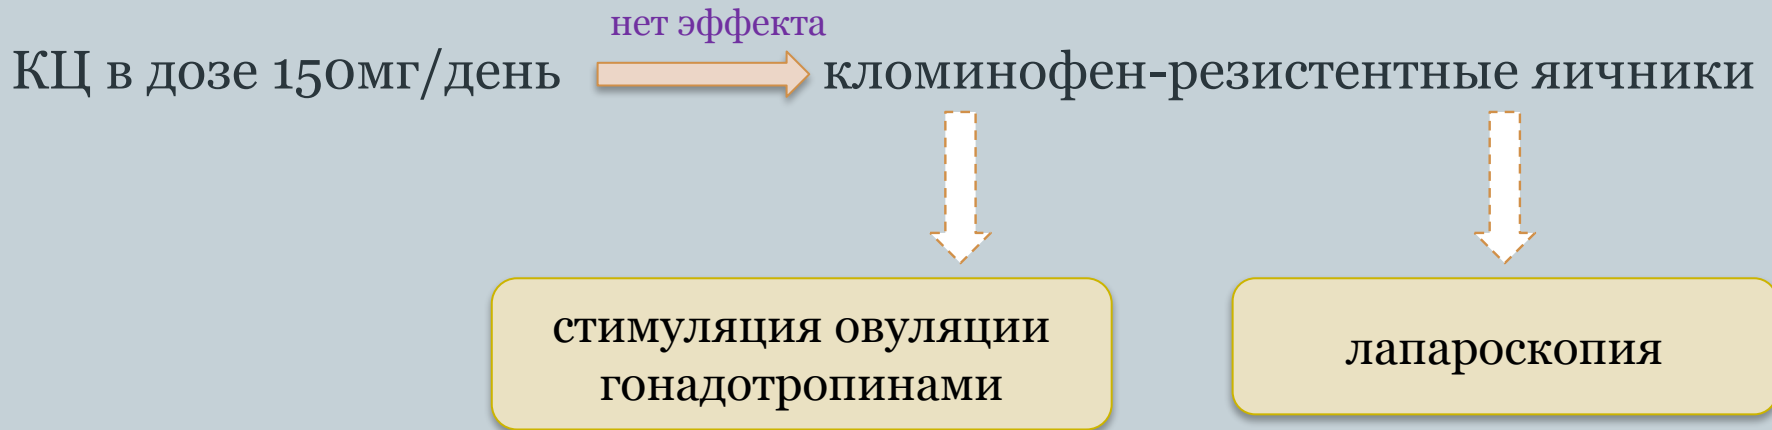 нет эффекта
КЦ в дозе 150мг/день
кломинофен-резистентные яичники
стимуляция овуляции
гонадотропинами
лапароскопия